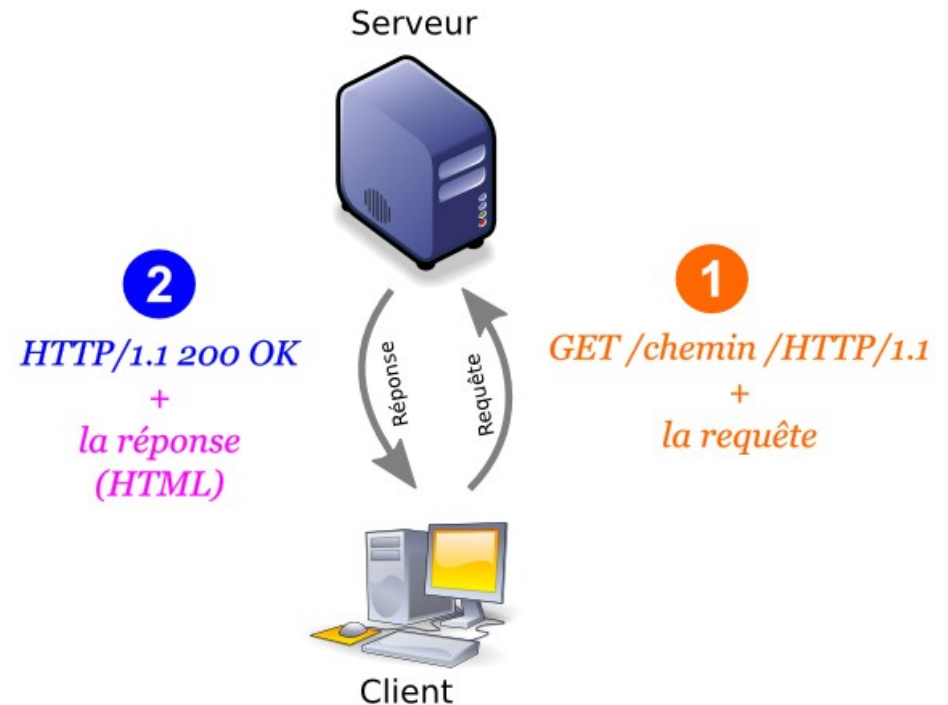 Serveur
2
HTTP/1.1 200 OK
+
la réponse
(HTML)
Réponse
Requête
1
GET /chemin /HTTP/1.1
+
la requête
Client